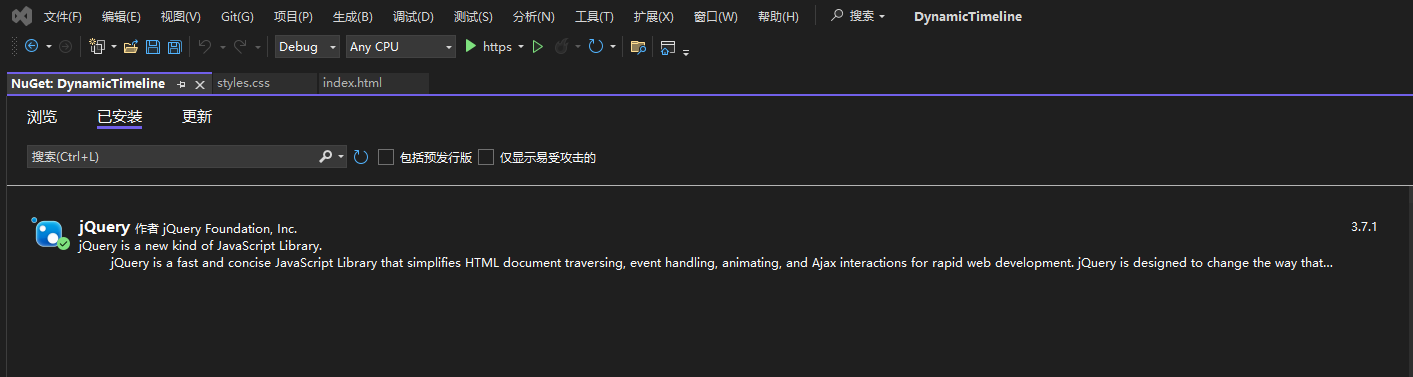 文件(F) 编辑(E) 视图(V) Git(G) 项目(P) 生成(B) 调试(D) 测试(S) 分析(N) 工具(T) 扩展(X) 窗口(W) 帮助(H) 搜索 DynamicTimeline
Debug Any CPU https
NuGet: DynamicTimeline styles.css index.html
浏览 已安装 更新
搜索(Ctrl+L) 包括预发行版 仅显示易受攻击的
jQuery 作者 jQuery Foundation, Inc. 3.7.1
jQuery is a new kind of JavaScript Library.
jQuery is a fast and concise JavaScript Library that simplifies HTML document traversing, event handling, animating, and Ajax interactions for rapid web development. jQuery is designed to change the way that...